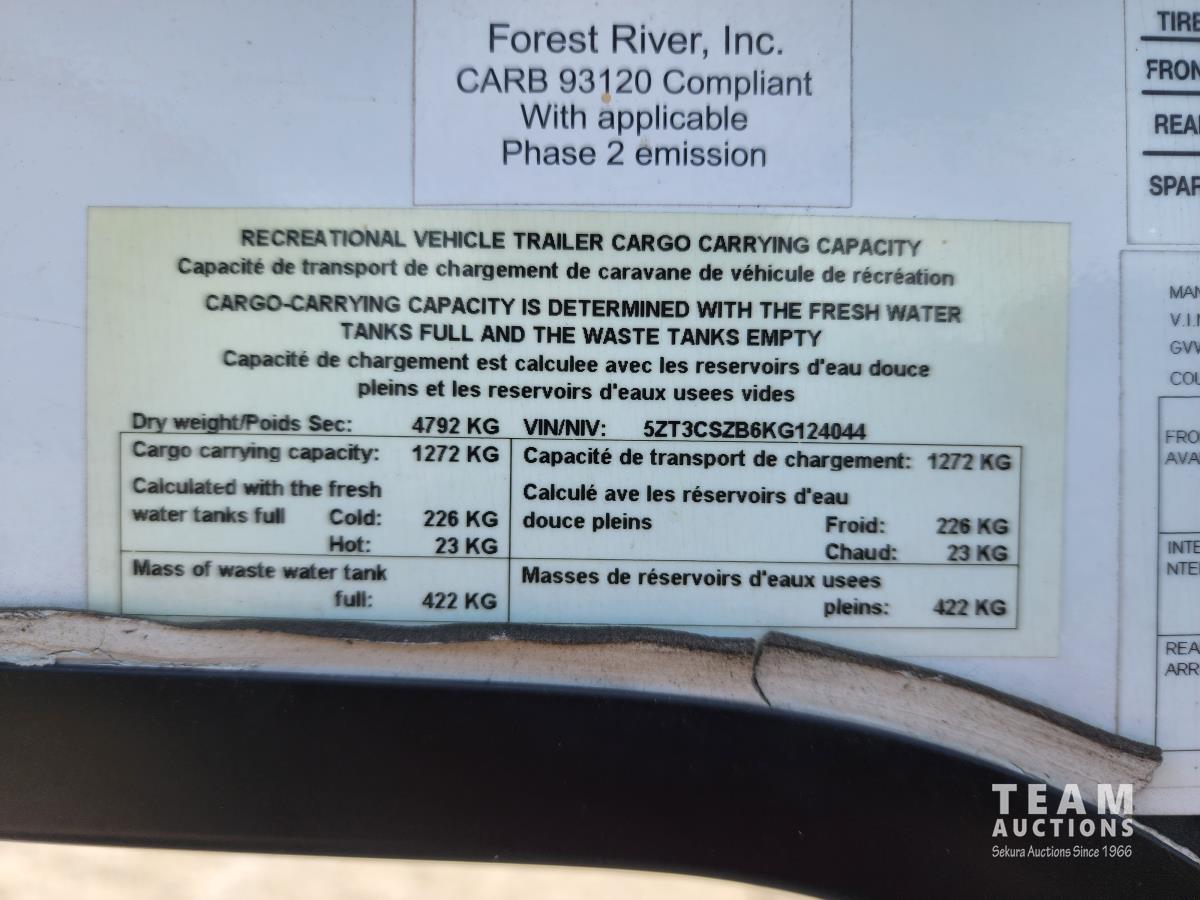 Forest River, Inc.
CARB 93120 Compliant
With applicable
Phase 2 emission
RECREATIONAL VEHICLE TRAILER CARGO CARRYING CAPACITY
Capacité de transport de chargement de caravane de véhicule de récréation
CARGO-CARRYING CAPACITY IS DETERMINED WITH THE FRESH WATER
TANKS FULL AND THE WASTE TANKS EMPTY
Capacité de chargement est calculee avec les reservoirs d'eau douce
pleins et les reservoirs d'eaux usees vides
Dry weight/Poids Sec: 4792 KG VIN/NIV: 5ZT3CSZB6KG124044
Cargo carrying capacity: 1272 KG
Calculated with the fresh
water tanks full Cold: 226 KG
Hot: 23 KG
Mass of waste water tank
full: 422 KG
Capacité de transport de chargement: 1272 KG
Calculé ave les réservoirs d'eau
douce pleins Froid: 226 KG
Chaud: 23 KG
Masses de réservoirs d'eaux usees
pleins: 422 KG
TIRE
FRON
REA
SPAR
MAN
V.I.N
GVW
COU
FRO
AVA
INTE
NTE
REA
ARR
TEAM
AUCTIONS
Sekura Auctions Since 1966